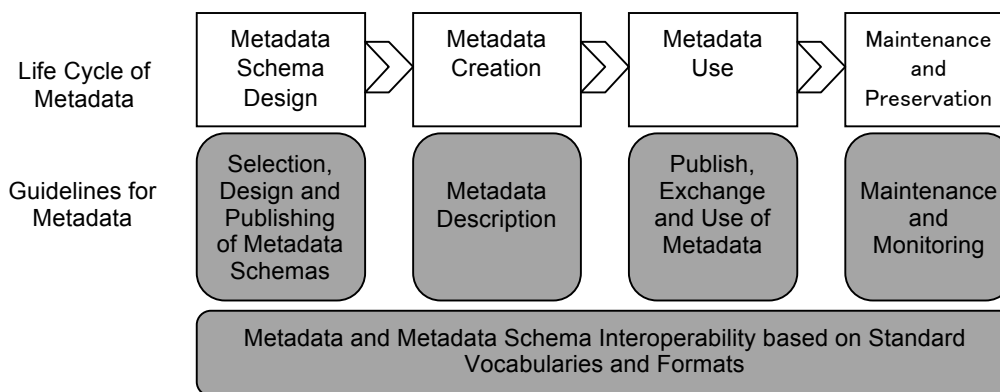 Life Cycle of
Metadata
Metadata
Schema
Design
Metadata
Creation
Metadata
Use
Maintenance
and
Preservation
Guidelines for
Metadata
Selection,
Design and
Publishing
of Metadata
Schemas
Metadata
Description
Publish,
Exchange
and Use of
Metadata
Maintenance
and
Monitoring
Metadata and Metadata Schema Interoperability based on Standard
Vocabularies and Formats